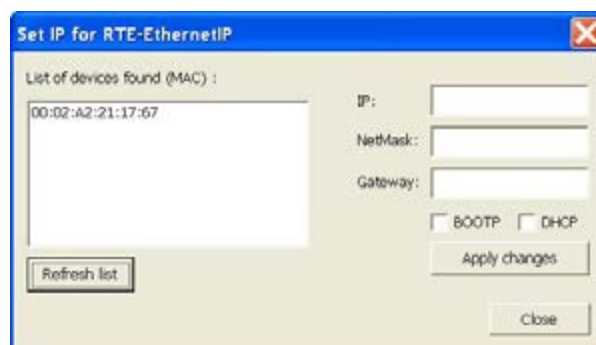 Set IP for RTE-EthernetIP
List of devices found (MAC) :
00:02:A2:21:17:67
Refresh list
IP:
NetMask:
Gateway:
BOOTP DHCP
Apply changes
Close